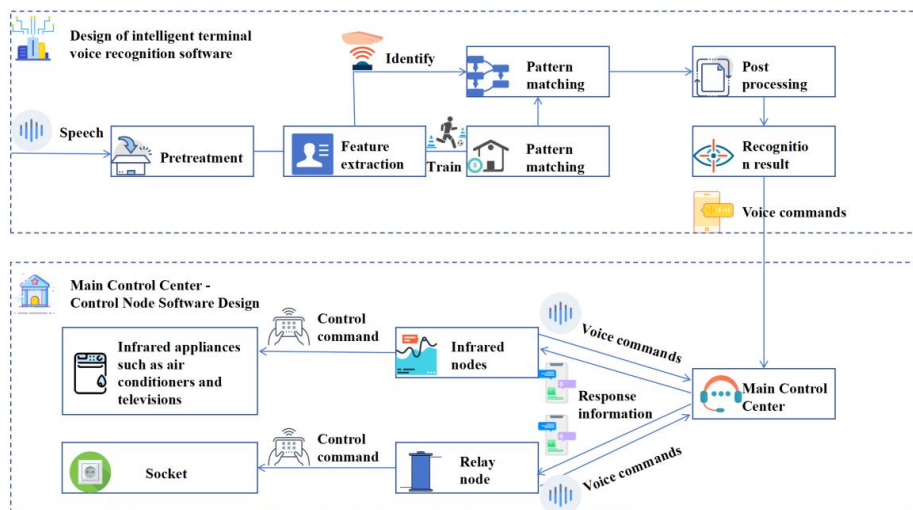 Design of intelligent terminal
voice recognition software
Identify
Pattern
matching
Post
processing
Speech
Pretreatment
Feature
extraction
Train
Pattern
matching
Recognitio
n result
Voice commands
Main Control Center -
Control Node Software Design
Control
command
Infrared appliances
such as air
conditioners and
televisions
Infrared
nodes
Voice commands
Response
information
Main Control
Center
Control
command
Socket
Relay
node
Voice commands